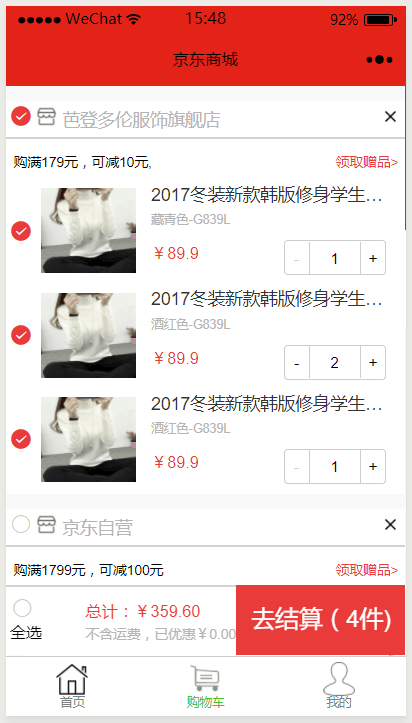 WeChat 15:48 92%
京东商城
芭登多伦服饰旗舰店 ×
购满179元，可减10元, 领取赠品>
2017冬装新款韩版修身学生…
藏青色-G839L
￥89.9 - 1 +
2017冬装新款韩版修身学生…
酒红色-G839L
￥89.9 - 2 +
2017冬装新款韩版修身学生…
酒红色-G839L
￥89.9 - 1 +
京东自营 ×
购满1799元，可减100元 领取赠品>
总计：￥359.60 去结算（4件)
全选 不含运费，已优惠￥0.00
首页 购物车 我的